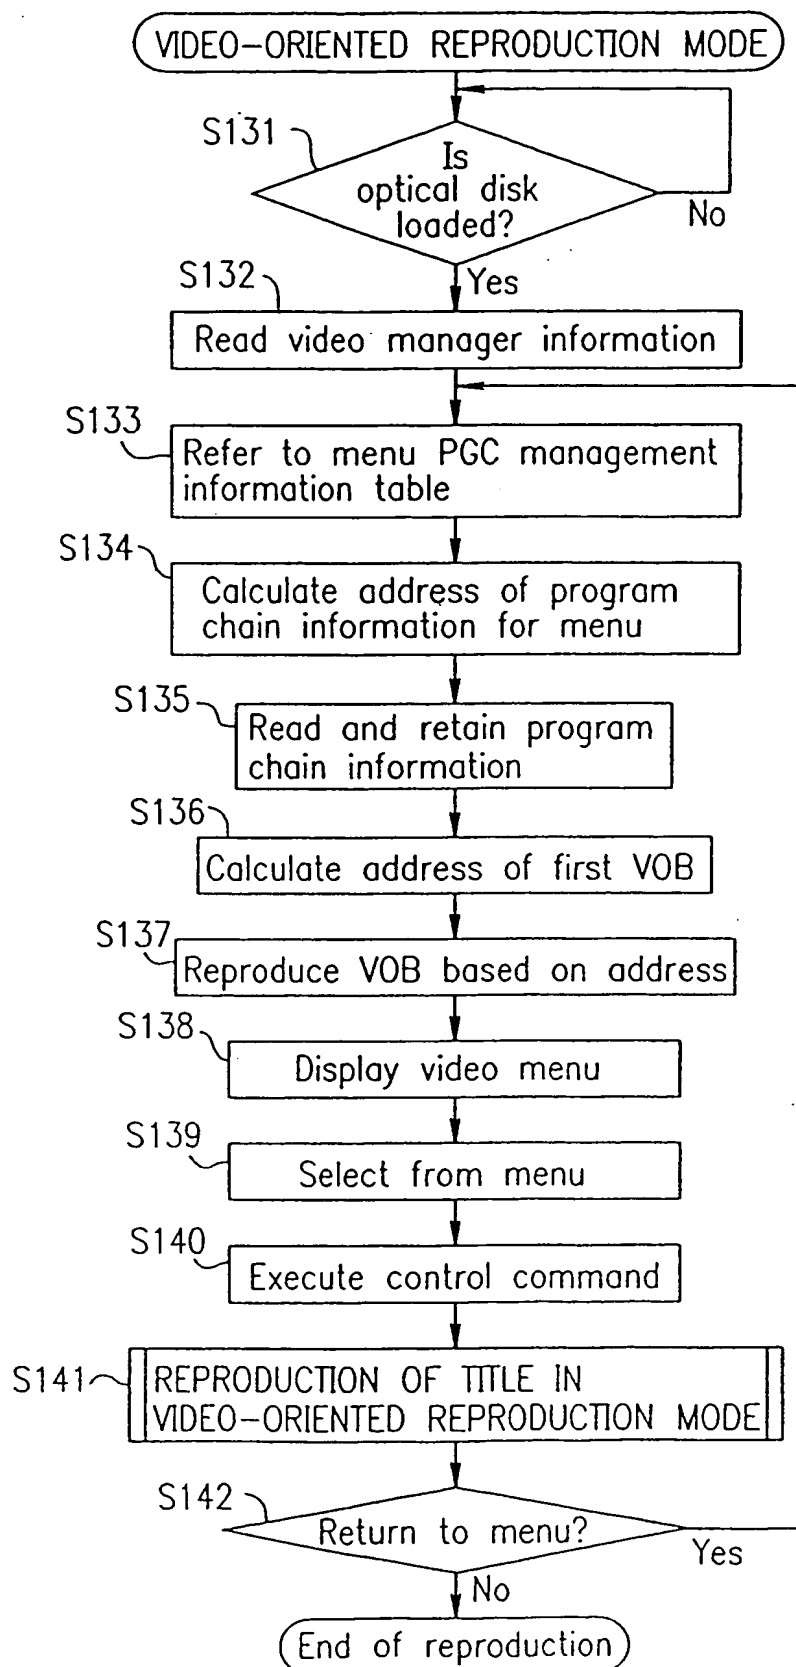 VIDEO-ORIENTED REPRODUCTION MODE
S131
Is
optical disk
loaded?
No
Yes
S132
Read video manager information
S133
Refer to menu PGC management
information table
S134
Calculate address of program
chain information for menu
S135
Read and retain program
chain information
S136
Calculate address of first VOB
S137
Reproduce VOB based on address
S138
Display video menu
S139
Select from menu
S140
Execute control command
S141
REPRODUCTION OF TITLE IN
VIDEO-ORIENTED REPRODUCTION MODE
S142
Return to menu?
Yes
No
End of reproduction